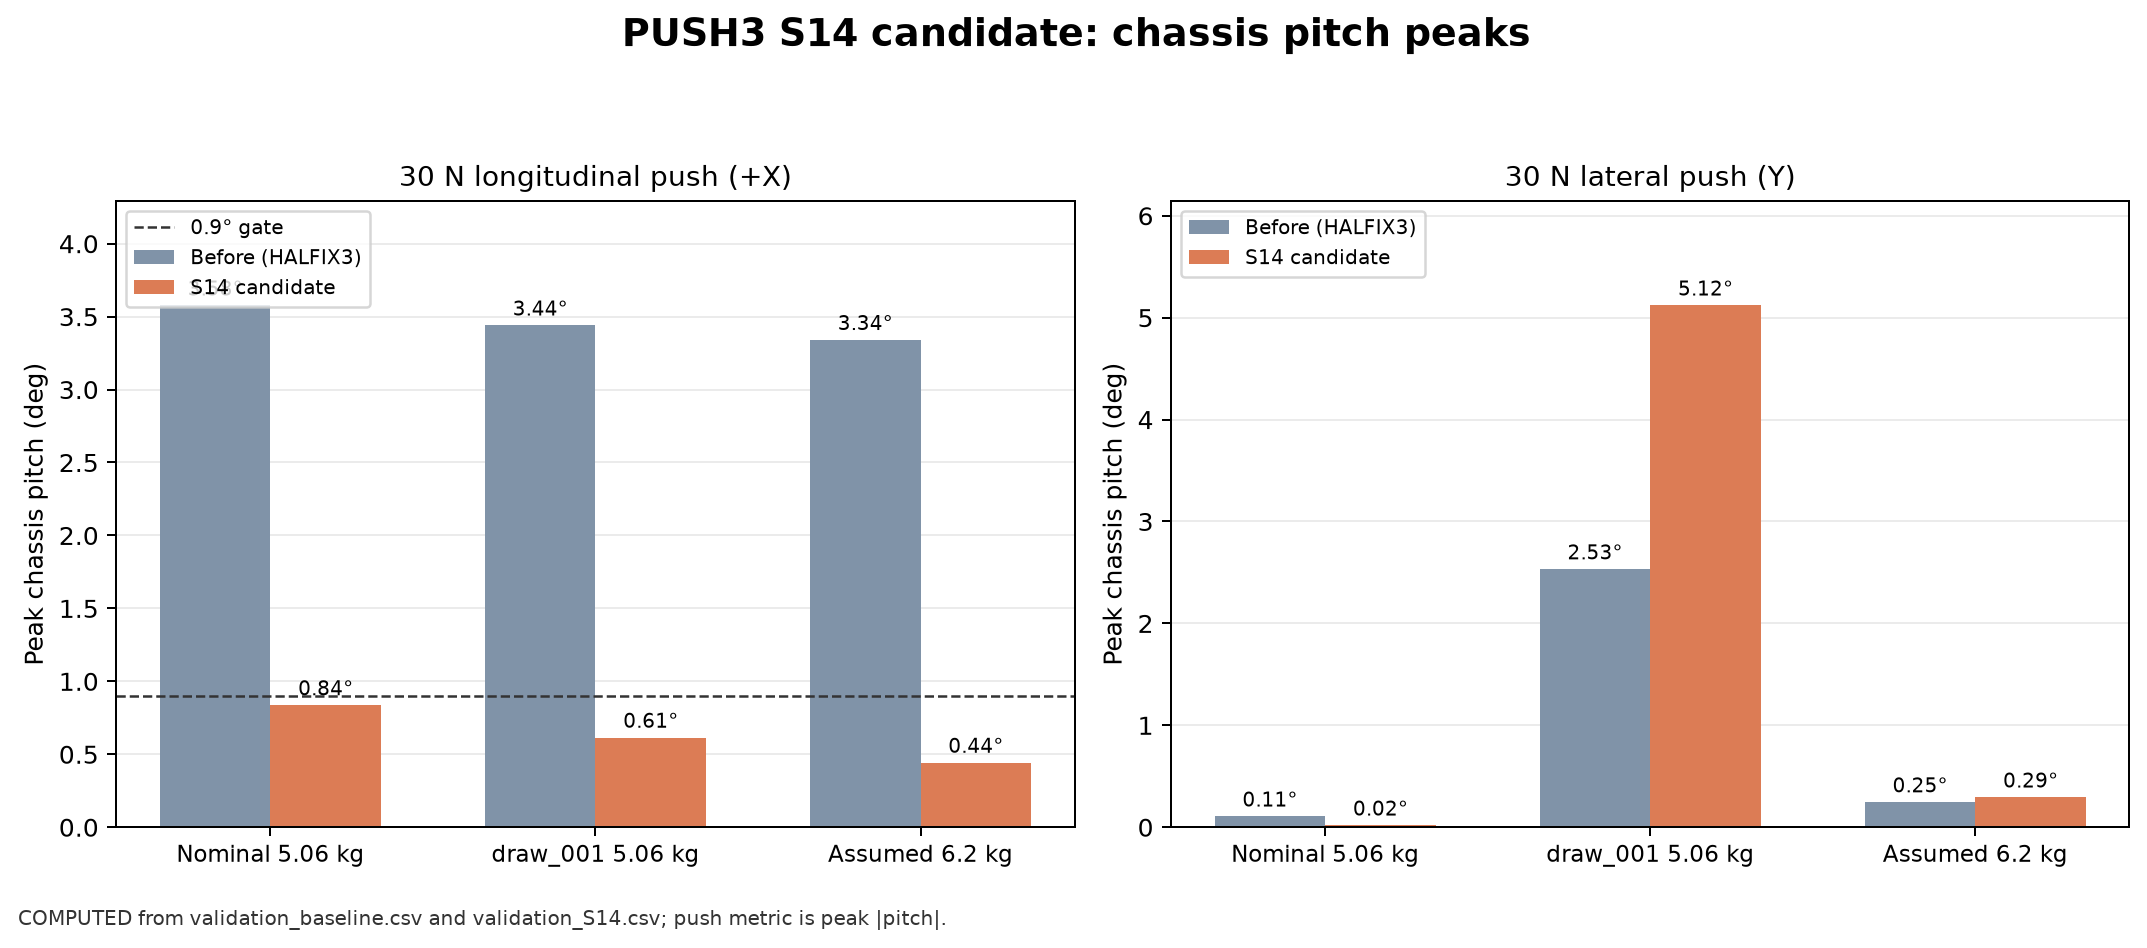 PUSH3 S14 candidate: chassis pitch peaks
30 N longitudinal push (+X)
Peak chassis pitch (deg)
4.0
3.5
3.0
2.5
2.0
1.5
1.0
0.5
0.0
0.9° gate
Before (HALFIX3)
S14 candidate
3.44°
3.34°
0.84°
0.61°
0.44°
Nominal 5.06 kg
draw_001 5.06 kg
Assumed 6.2 kg
30 N lateral push (Y)
Peak chassis pitch (deg)
6
5
4
3
2
1
0
Before (HALFIX3)
S14 candidate
0.11°
0.02°
2.53°
5.12°
0.25°
0.29°
Nominal 5.06 kg
draw_001 5.06 kg
Assumed 6.2 kg
COMPUTED from validation_baseline.csv and validation_S14.csv; push metric is peak |pitch|.